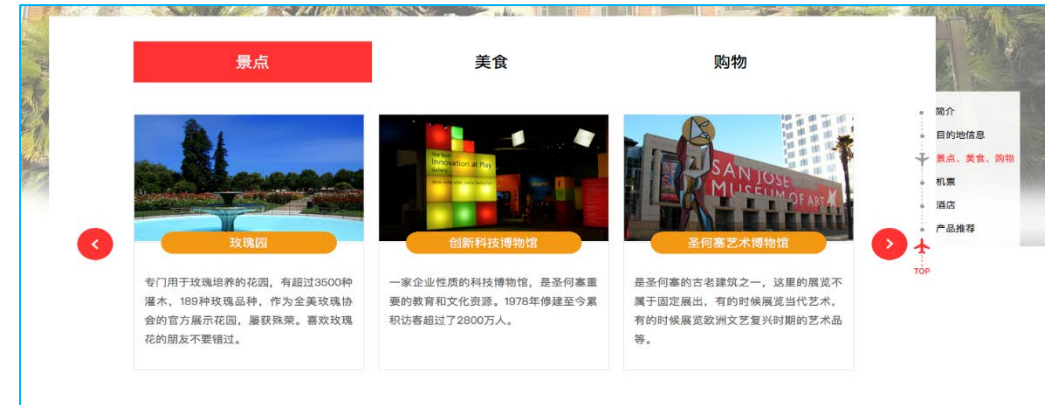 景点
美食
购物
The Tech
Innovation at Play
Gallery
SAN JOSE
MUSEUM OF ART
玫瑰园
创新科技博物馆
圣何塞艺术博物馆
专门用于玫瑰培养的花园，有超过3500种
灌木，189种玫瑰品种，作为全美玫瑰协
会的官方展示花园，屡获殊荣。喜欢玫瑰
花的朋友不要错过。
一家企业性质的科技博物馆，是圣何塞重
要的教育和文化资源。1978年修建至今累
积访客超过了2800万人。
是圣何塞的古老建筑之一，这里的展览不
属于固定展出，有的时候展览当代艺术，
有的时候展览欧洲文艺复兴时期的艺术品
等。
简介
目的地信息
景点、美食、购物
机票
酒店
产品推荐
TOP